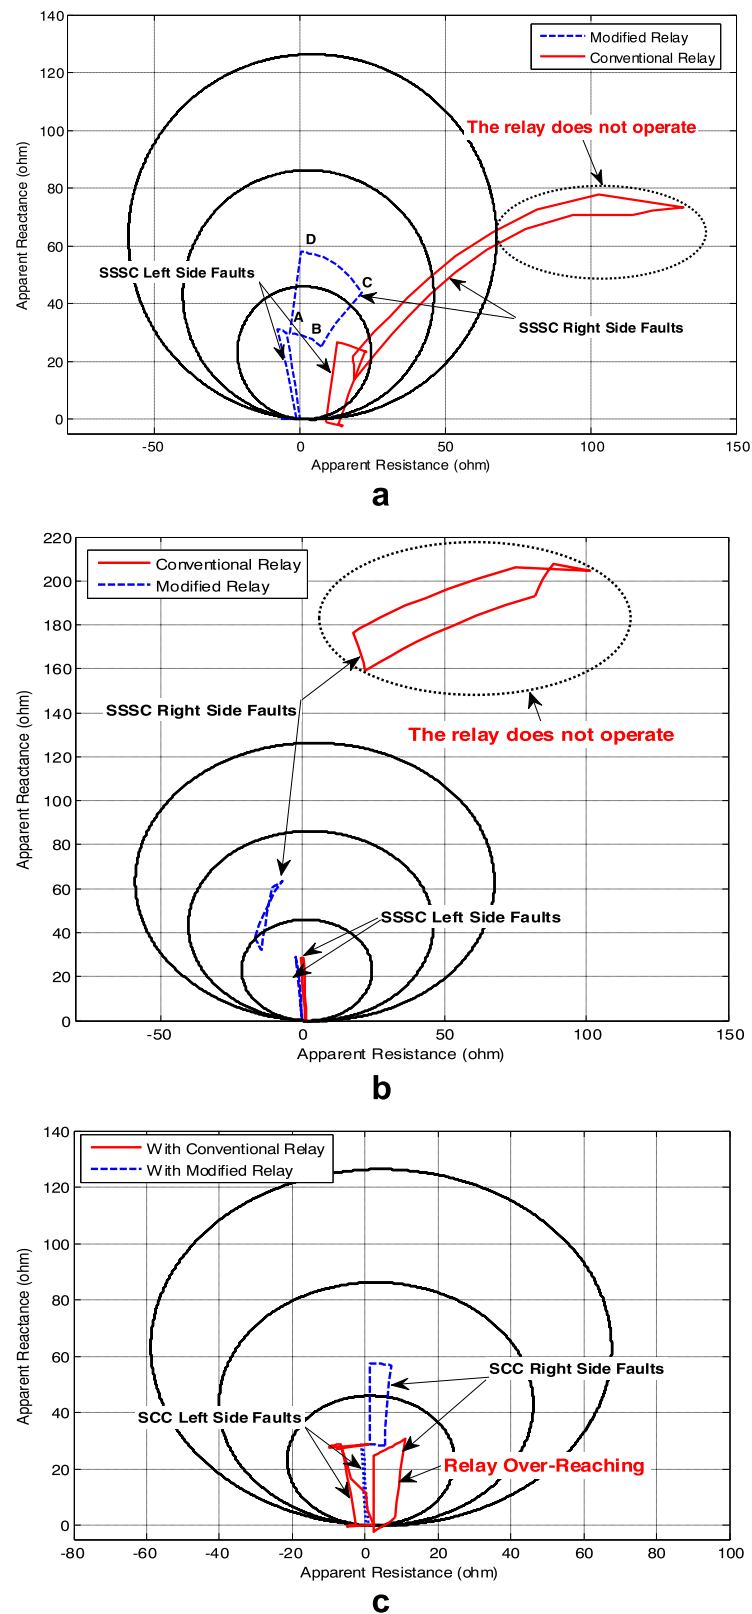 140
120
100
80
60
40
20
0
-50
0
50
100
150
Apparent Reactance (ohm)
Apparent Resistance (ohm)
Modified Relay
Conventional Relay
The relay does not operate
D
SSSC Left Side Faults
C
A
B
SSSC Right Side Faults
a
220
200
180
160
140
120
100
80
60
40
20
0
-50
0
50
100
150
Apparent Reactance (ohm)
Apparent Resistance (ohm)
Conventional Relay
Modified Relay
SSSC Right Side Faults
The relay does not operate
SSSC Left Side Faults
b
140
120
100
80
60
40
20
0
-80
-60
-40
-20
0
20
40
60
80
100
Apparent Reactance (ohm)
Apparent Resistance (ohm)
With Conventional Relay
With Modified Relay
SCC Right Side Faults
SCC Left Side Faults
Relay Over-Reaching
c